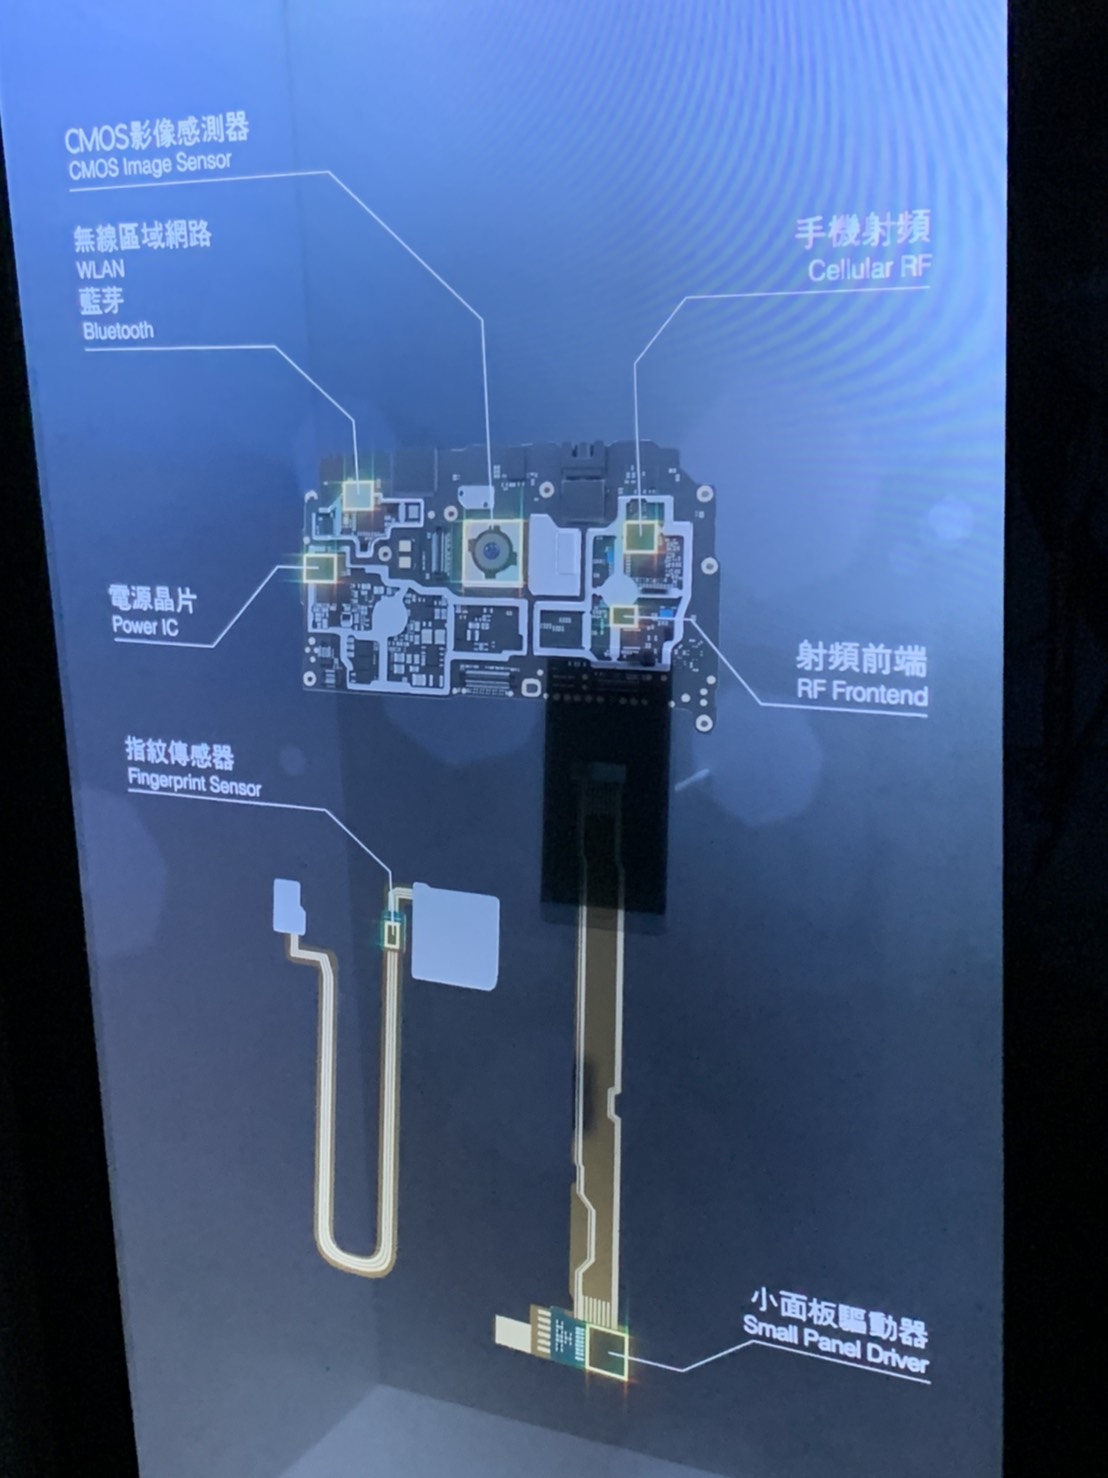 CMOS影像感測器
CMOS Image Sensor
無線區域網路
WLAN
藍芽
Bluetooth
手機射頻
Cellular RF
電源晶片
Power IC
射頻前端
RF Frontend
指紋傳感器
Fingerprint Sensor
小面板驅動器
Small Panel Driver